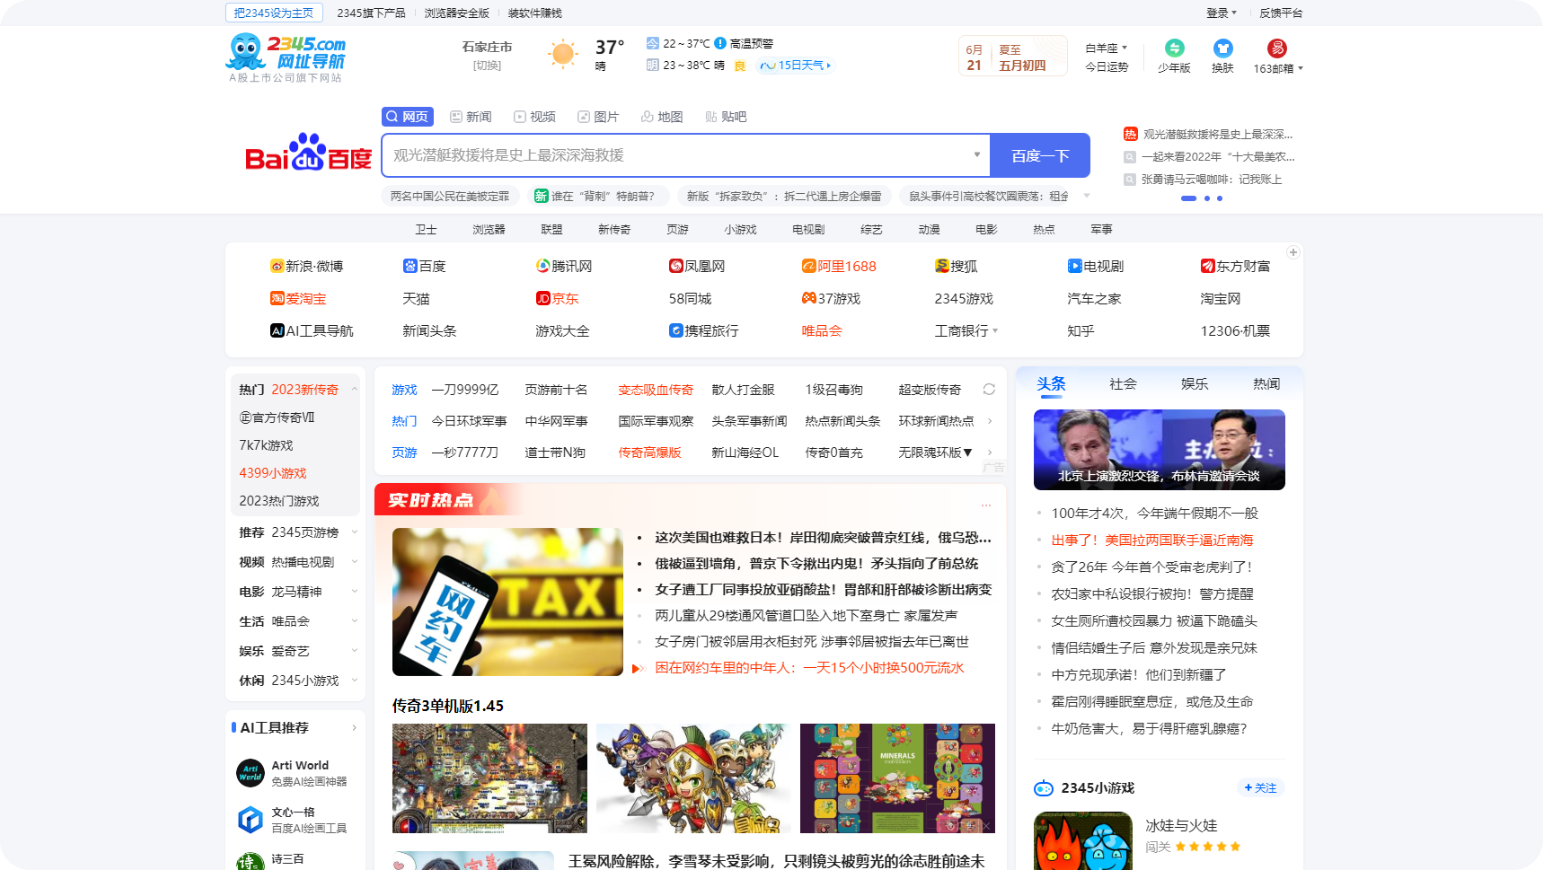 把2345设为主页 2345旗下产品 浏览器安全版 装软件赚钱 登录 反馈平台
2345.com
网址导航
A股上市公司旗下网站
石家庄市
[切换]
37°
晴
今 22~37℃ 高温预警
明 23~38℃ 晴 良 15日天气
6月 夏至
21 五月初四
白羊座
今日运势
少年版 换肤 163邮箱
网页 新闻 视频 图片 地图 贴吧
Bai du 百度
观光潜艇救援将是史上最深深海救援
百度一下
热 观光潜艇救援将是史上最深深...
一起来看2022年“十大最美农...
张勇请马云喝咖啡：记我账上
两名中国公民在美被定罪 新 谁在“背刺”特朗普？ 新版“拆家致负”：拆二代遇上房企爆雷 鼠头事件引高校餐饮圈震荡：租金
卫士 浏览器 联盟 新传奇 页游 小游戏 电视剧 综艺 动漫 电影 热点 军事
新浪·微博 百度 腾讯网 凤凰网 阿里1688 搜狐 电视剧 东方财富
爱淘宝 天猫 京东 58同城 37游戏 2345游戏 汽车之家 淘宝网
AI工具导航 新闻头条 游戏大全 携程旅行 唯品会 工商银行 知乎 12306·机票
热门 2023新传奇
㊣官方传奇Ⅶ
7k7k游戏
4399小游戏
2023热门游戏
推荐 2345页游榜
视频 热播电视剧
电影 龙马精神
生活 唯品会
娱乐 爱奇艺
休闲 2345小游戏
AI工具推荐
Arti World
Arti World
免费AI绘画神器
文心一格
百度AI绘画工具
诗 诗三百
游戏 一刀9999亿 页游前十名 变态吸血传奇 散人打金服 1级召毒狗 超变版传奇
热门 今日环球军事 中华网军事 国际军事观察 头条军事新闻 热点新闻头条 环球新闻热点
页游 一秒7777刀 道士带N狗 传奇高爆版 新山海经OL 传奇0首充 无限魂环版▼
广告
实时热点
网约车
TAXI
这次美国也难救日本！岸田彻底突破普京红线，俄乌恐...
俄被逼到墙角，普京下令揪出内鬼！矛头指向了前总统
女子遭工厂同事投放亚硝酸盐！胃部和肝部被诊断出病变
两儿童从29楼通风管道口坠入地下室身亡 家属发声
女子房门被邻居用衣柜封死 涉事邻居被指去年已离世
困在网约车里的中年人：一天15个小时换500元流水
传奇3单机版1.45
MINERALS
王冕风险解除，李雪琴未受影响，只剩镜头被剪光的徐志胜前途未
头条 社会 娱乐 热闻
北京上演激烈交锋，布林肯邀请会谈
100年才4次，今年端午假期不一般
出事了！美国拉两国联手逼近南海
贪了26年 今年首个受审老虎判了！
农妇家中私设银行被拘！警方提醒
女生厕所遭校园暴力 被逼下跪磕头
情侣结婚生子后 意外发现是亲兄妹
中方兑现承诺！他们到新疆了
霍启刚得睡眠窒息症，或危及生命
牛奶危害大，易于得肝癌乳腺癌？
2345小游戏 +关注
冰娃与火娃
闯关